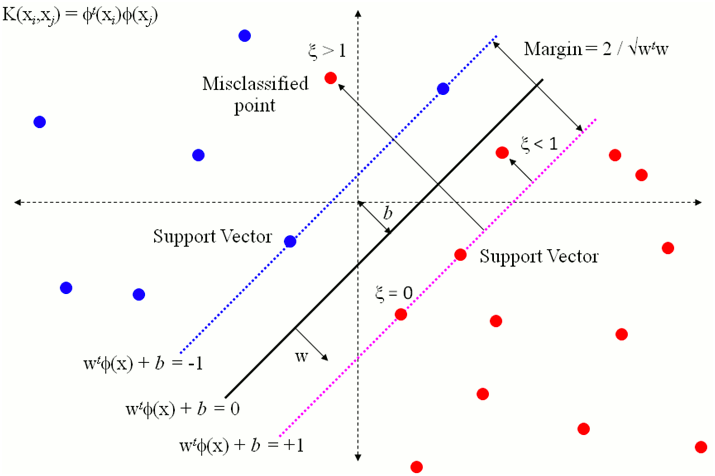 K(xᵢ,xⱼ) = ϕᵗ(xᵢ)ϕ(xⱼ)
ξ > 1
Margin = 2 / √wᵗw
Misclassified
point
ξ < 1
b
Support Vector
Support Vector
ξ = 0
w
wᵗϕ(x) + b = -1
wᵗϕ(x) + b = 0
wᵗϕ(x) + b = +1